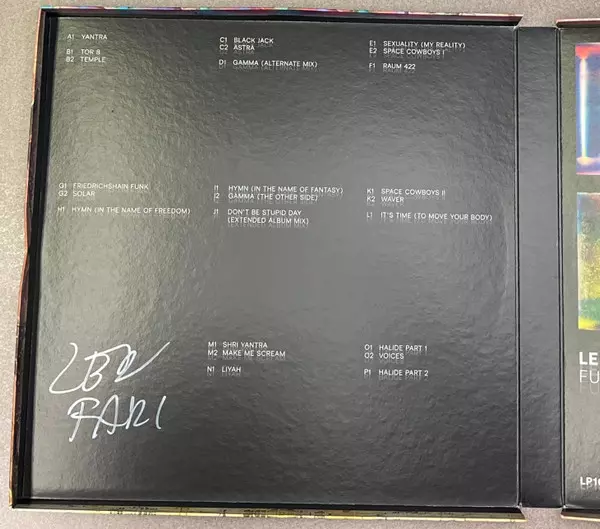 A1 YANTRA
B1 TOR 8
B2 TEMPLE
C1 BLACK JACK
C2 ASTRA
D1 GAMMA (ALTERNATE MIX)
E1 SEXUALITY (MY REALITY)
E2 SPACE COWBOYS I
F1 RAUM 422
G1 FRIEDRICHSHAIN FUNK
G2 SOLAR
H1 HYMN (IN THE NAME OF FREEDOM)
I1 HYMN (IN THE NAME OF FANTASY)
I2 GAMMA (THE OTHER SIDE)
J1 DON'T BE STUPID DAY
(EXTENDED ALBUM MIX)
K1 SPACE COWBOYS II
K2 WAVER
L1 IT'S TIME (TO MOVE YOUR BODY)
M1 SHRI YANTRA
M2 MAKE ME SCREAM
N1 LIYAH
O1 HALIDE PART 1
O2 VOICES
P1 HALIDE PART 2
LE
FÜ